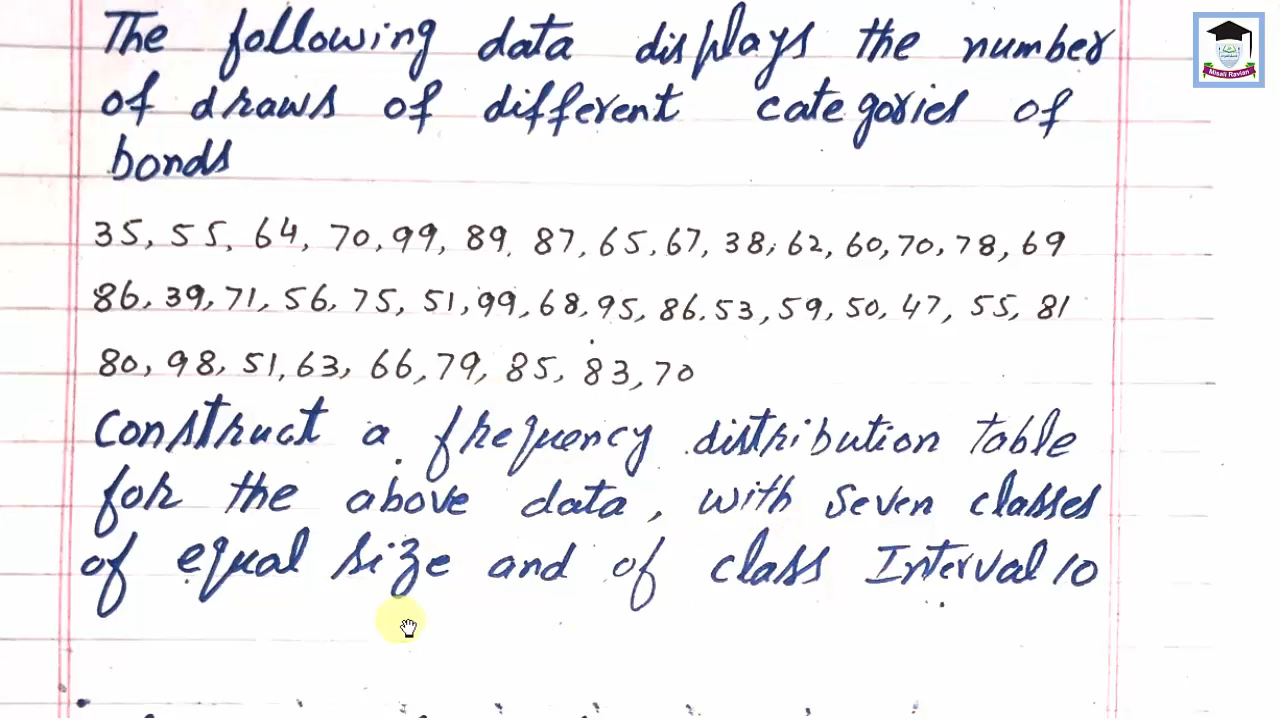 The following data displays the number
of draws of different categories of
bonds
35, 55, 64, 70, 99, 89, 87, 65, 67, 38, 62, 60, 70, 78, 69
86, 39, 71, 56, 75, 51, 99, 68, 95, 86, 53, 59, 50, 47, 55, 81
80, 98, 51, 63, 66, 79, 85, 83, 70
Construct a frequency distribution table
for the above data, with seven classes
of equal size and of class Interval 10
Misali Ravian